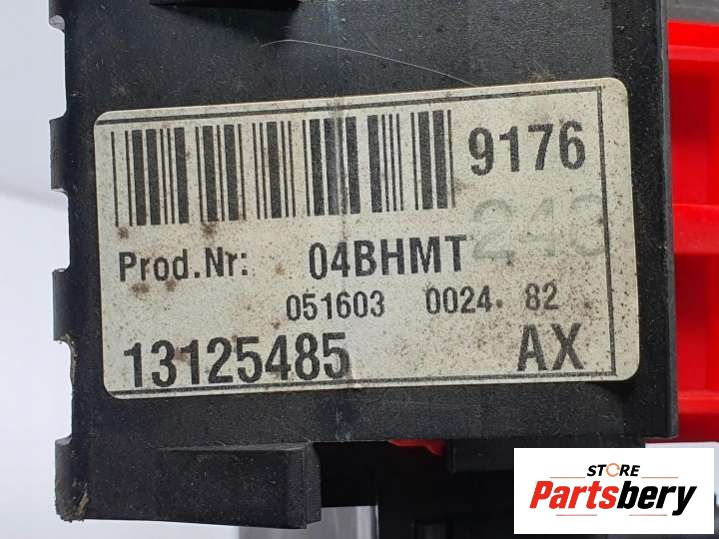 9176
243
Prod.Nr: 04BHMT
051603 0024 82
13125485 AX
STORE
Partsbery